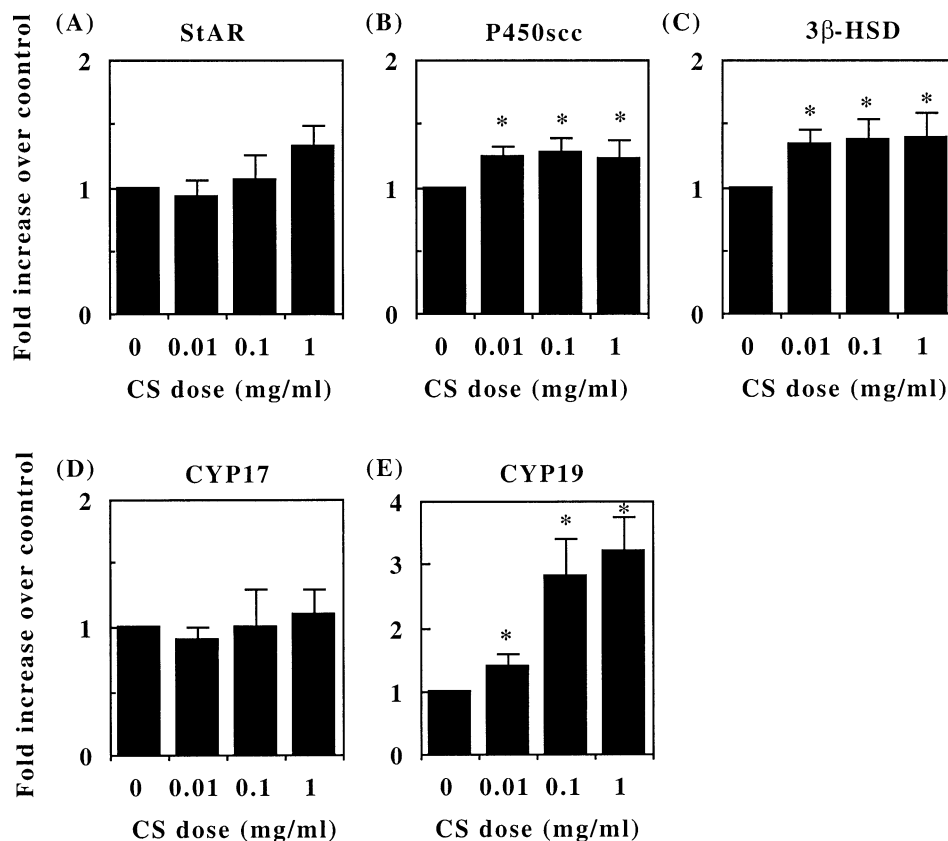 (A) StAR
(B) P450scc
(C) 3β-HSD
Fold increase over coontrol
2
1
0
2
1
0
2
1
0
* * *
* * *
0 0.01 0.1 1
0 0.01 0.1 1
0 0.01 0.1 1
CS dose (mg/ml)
CS dose (mg/ml)
CS dose (mg/ml)
(D) CYP17
(E) CYP19
Fold increase over control
2
1
0
4
3
2
1
0
* * *
0 0.01 0.1 1
0 0.01 0.1 1
CS dose (mg/ml)
CS dose (mg/ml)